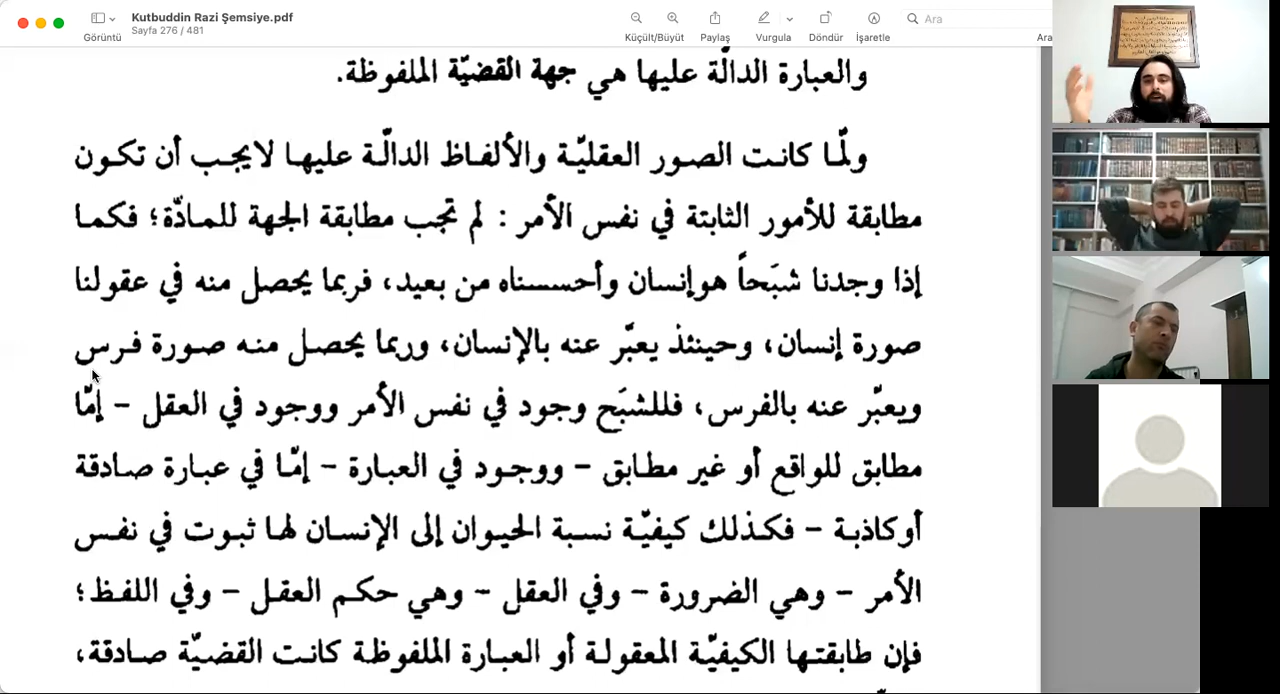 Kutbuddin Razi Şemsiye.pdf
Sayfa 276 / 481
Görüntü
Küçült/Büyüt
Paylaş
Vurgula
Döndür
İşaretle
Ara
Ara
والعبارة الدالّة عليها هي جهة القضيّة الملفوظة.
ولمّا كانت الصور العقليّة والألفاظ الدالّة عليها لايجب أن تكون
مطابقة للأمور الثابتة في نفس الأمر : لم تجب مطابقة الجهة للمادّة؛ فكما
إذا وجدنا شبَحاً هوإنسان وأحسسناه من بعيد، فربما يحصل منه في عقولنا
صورة إنسان، وحينئذ يعبّر عنه بالإنسان، وربما يحصل منه صورة فرس
ويعبّر عنه بالفرس، فللشبَح وجود في نفس الأمر ووجود في العقل - إمّا
مطابق للواقع أو غير مطابق - ووجود في العبارة - إمّا في عبارة صادقة
أوكاذبة - فكذلك كيفيّة نسبة الحيوان إلى الإنسان لها ثبوت في نفس
الأمر - وهي الضرورة - وفي العقل - وهي حكم العقل - وفي اللفظ؛
فإن طابقتها الكيفيّة المعقولة أو العبارة الملفوظة كانت القضيّة صادقة،